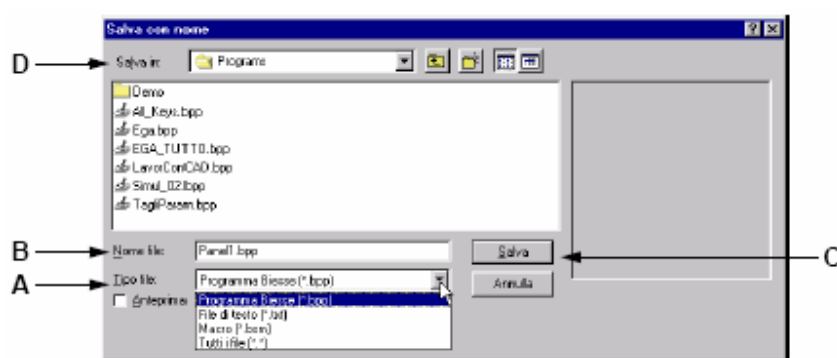 Salva con nome
D
Salva in:
Programs
Demo
All_Keys.bpp
Ega.bpp
EGA_TUTTO.bpp
LavorConCAD.bpp
Simul_02.bpp
TagliParam.bpp
B
Nome file:
Panel1.bpp
Salva
C
A
Tipo file:
Programma Biesse (*.bpp)
Annulla
Anteprima
Programma Biesse (*.bpp)
File di testo (*.txt)
Macro (*.bsm)
Tutti i file (*.*)